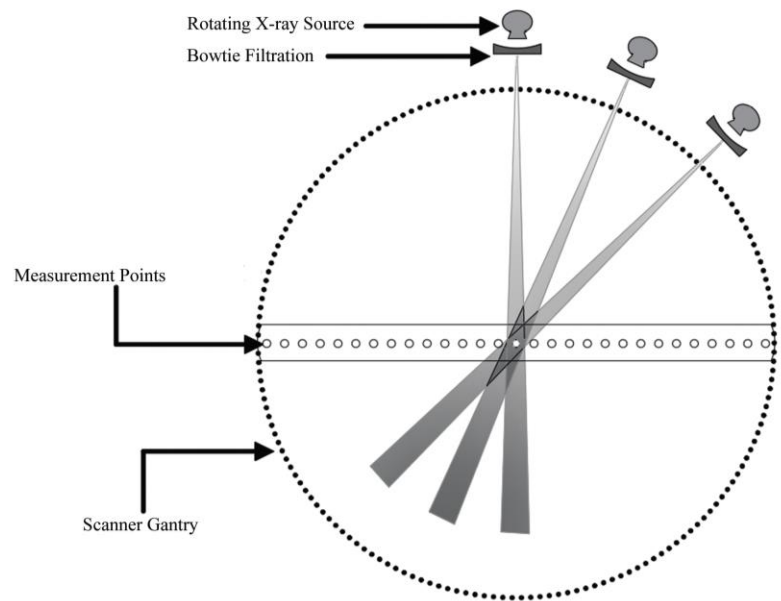 Rotating X-ray Source
Bowtie Filtration
Measurement Points
Scanner Gantry